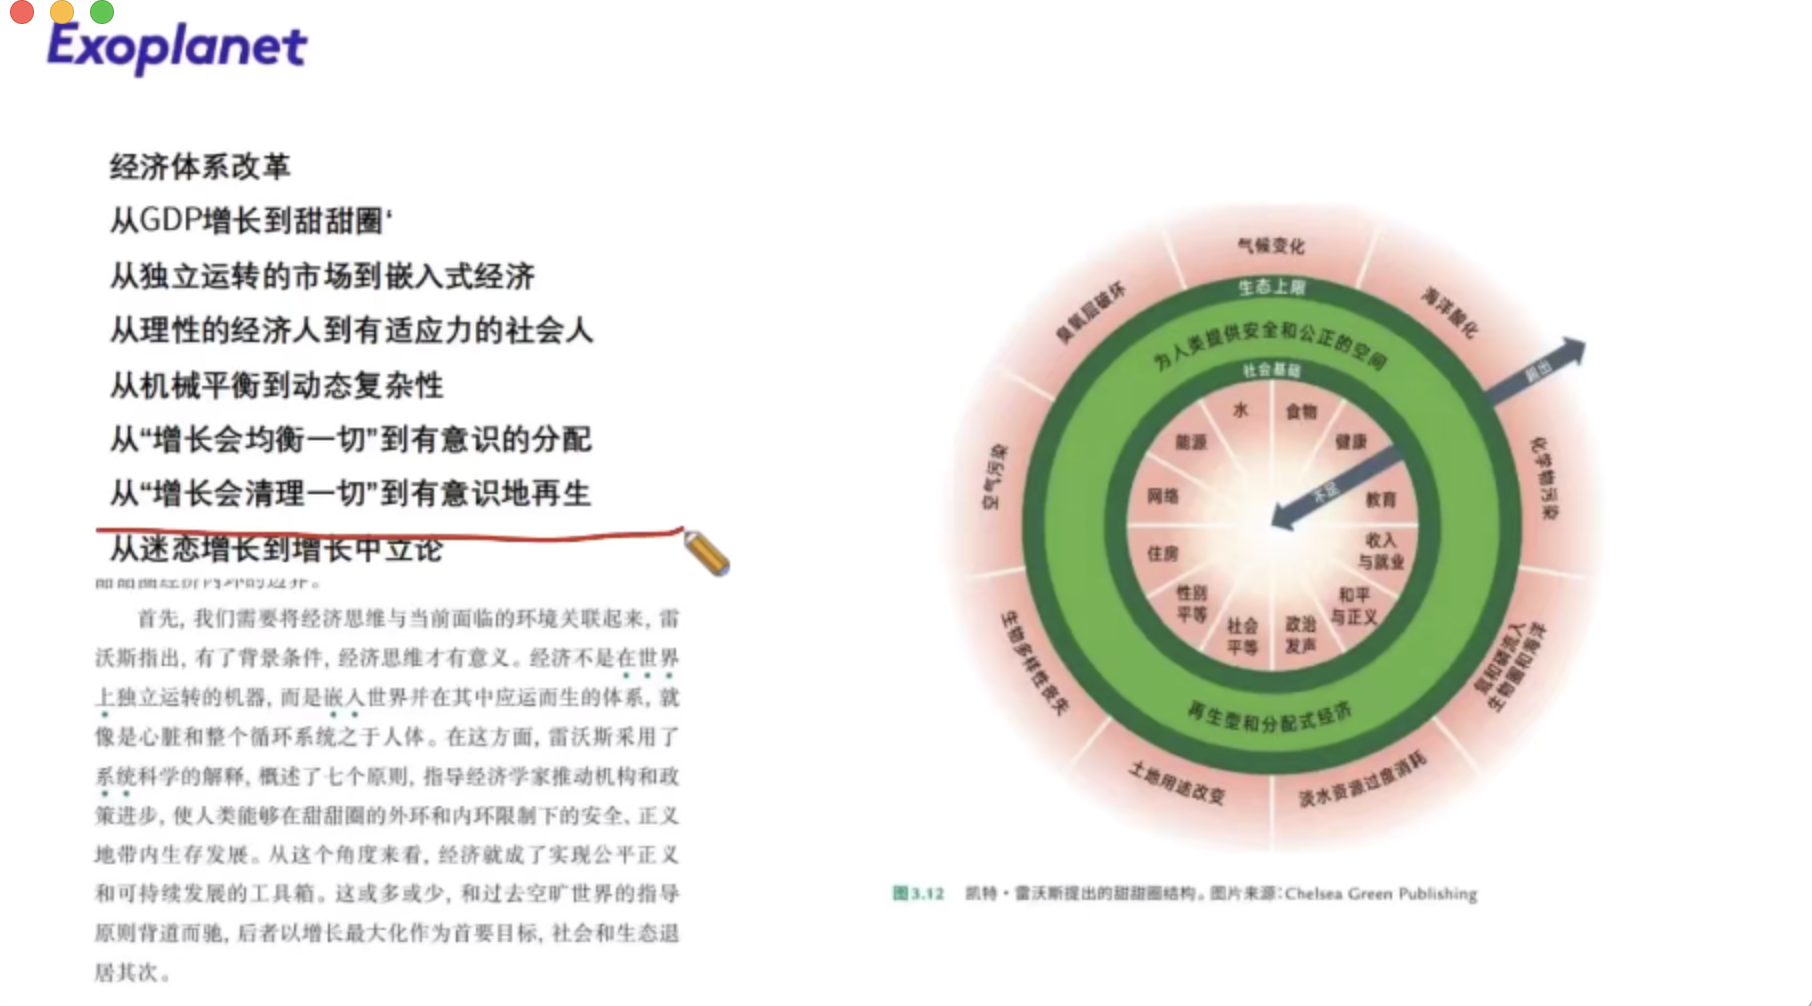 Exoplanet
经济体系改革
从GDP增长到甜甜圈‘
从独立运转的市场到嵌入式经济
从理性的经济人到有适应力的社会人
从机械平衡到动态复杂性
从“增长会均衡一切”到有意识的分配
从“增长会清理一切”到有意识地再生
从迷恋增长到增长中立论
首先, 我们需要将经济思维与当前面临的环境关联起来, 雷
沃斯指出, 有了背景条件, 经济思维才有意义。经济不是在世界
上独立运转的机器, 而是嵌入世界并在其中应运而生的体系, 就
像是心脏和整个循环系统之于人体。在这方面, 雷沃斯采用了
系统科学的解释, 概述了七个原则, 指导经济学家推动机构和政
策进步, 使人类能够在甜甜圈的外环和内环限制下的安全、正义
地带内生存发展。从这个角度来看, 经济就成了实现公平正义
和可持续发展的工具箱。这或多或少, 和过去空旷世界的指导
原则背道而驰, 后者以增长最大化作为首要目标, 社会和生态退
居其次。
气候变化
海洋酸化
化学物污染
氮和磷流入
生物圈和海洋
淡水资源过度消耗
土地用途改变
生物多样性丧失
空气污染
臭氧层破坏
生态上限
为人类提供安全和公正的空间
社会基础
超出
水
食物
健康
教育
收入
与就业
和平
与正义
政治
发声
社会
平等
性别
平等
住房
网络
能源
不足
再生型和分配式经济
图3.12 凯特·雷沃斯提出的甜甜圈结构。图片来源:Chelsea Green Publishing